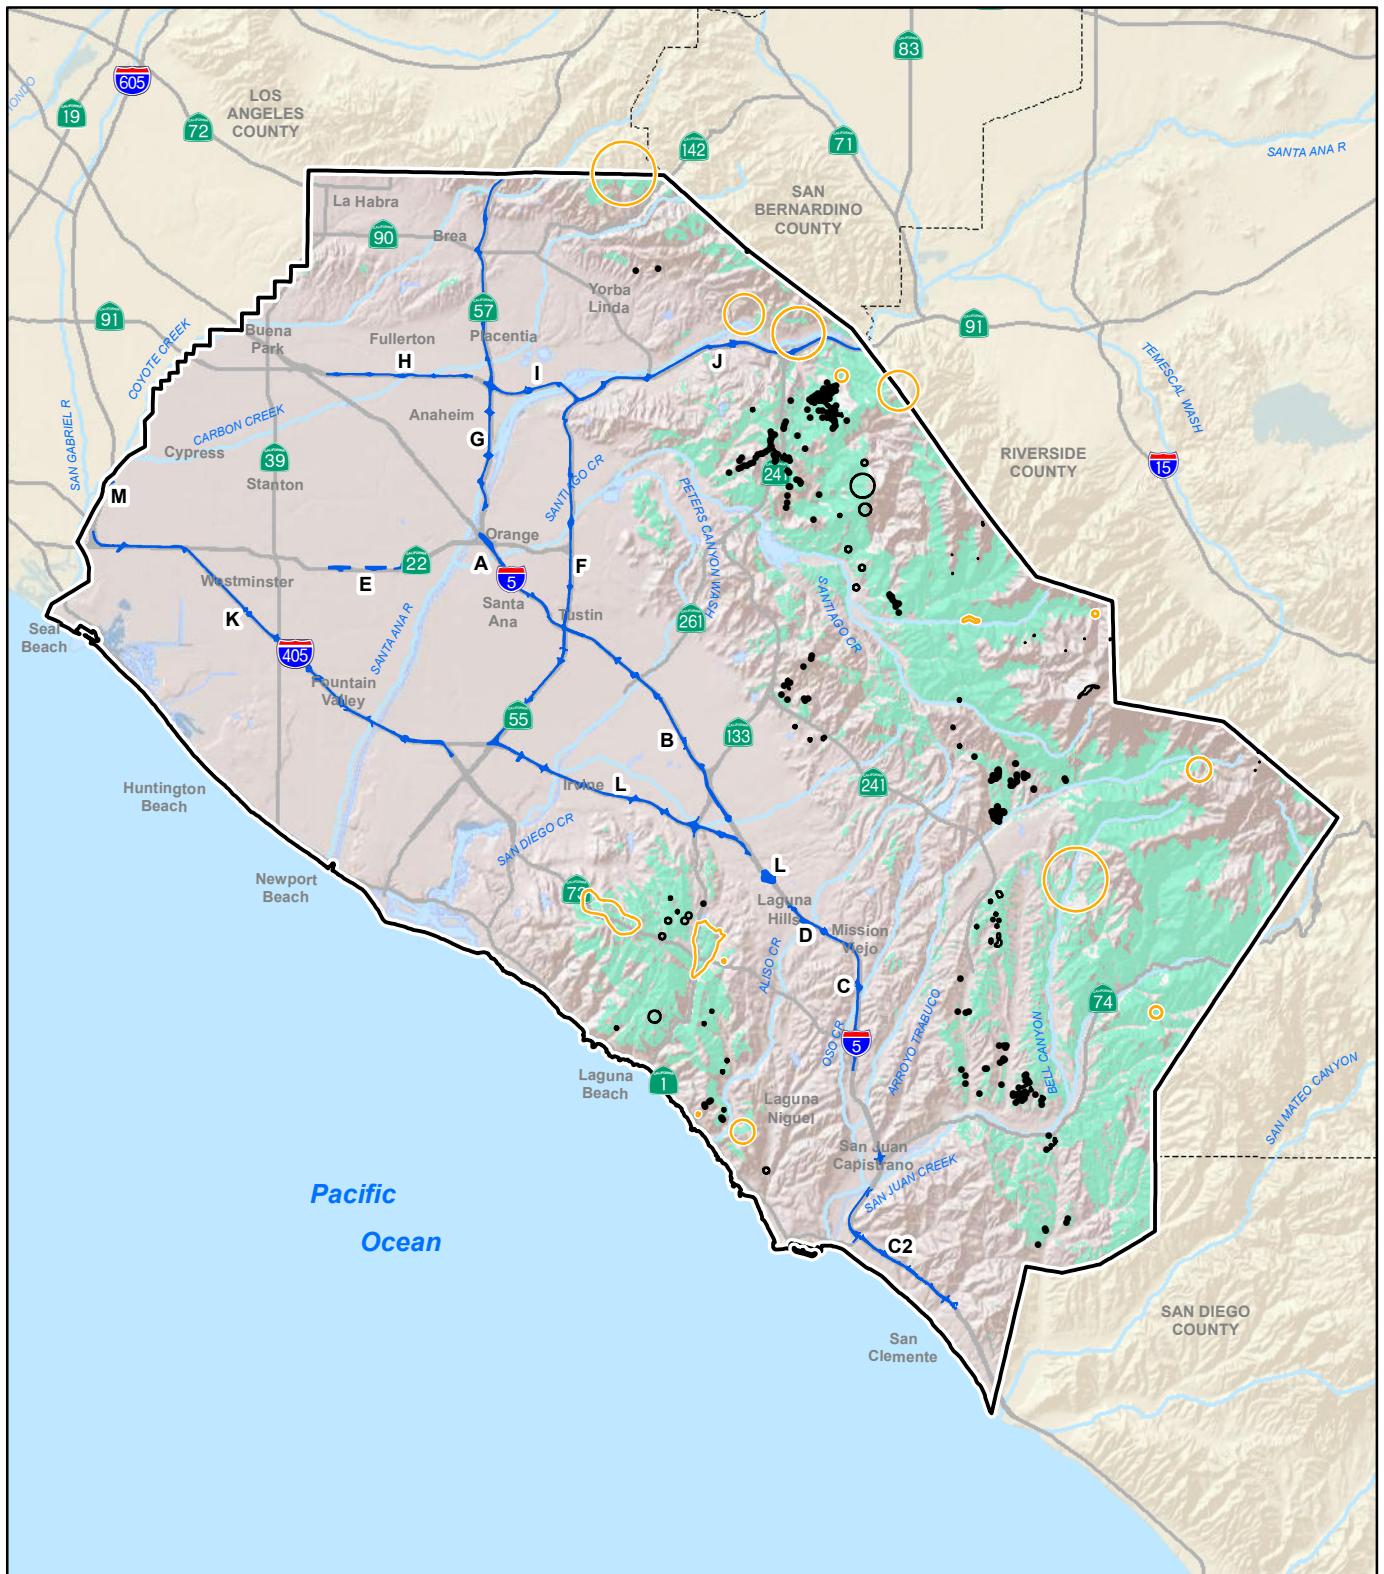 83
605
19
LOS
ANGELES
COUNTY
72
142
71
SANTA ANA R
SAN
BERNARDINO
COUNTY
La Habra
90
Brea
57
Yorba
Linda
91
Buena
Park
Fullerton
Placentia
91
COYOTE CREEK
H
I
J
TEMESCAL WASH
SAN GABRIEL R
CARBON CREEK
Anaheim
G
Cypress
39
Stanton
RIVERSIDE
COUNTY
15
241
M
SANTIAGO CR
PETERS CANYON WASH
Orange
A
F
22
E
5
Westminster
Santa
Ana
Tustin
SANTIAGO CR
K
SANTA ANA R
261
Seal
Beach
405
Fountain
Valley
55
B
133
Huntington
Beach
Irvine
L
241
SAN DIEGO CR
L
Newport
Beach
73
Laguna
Hills
D
Mission
Viejo
ALISO CR
C
74
ARROYO TRABUCO
OSO CR
5
BELL CANYON
Laguna
Beach
1
Laguna
Niguel
SAN MATEO CANYON
San Juan
Capistrano
SAN JUAN CREEK
Pacific
Ocean
C2
SAN DIEGO
COUNTY
San
Clemente